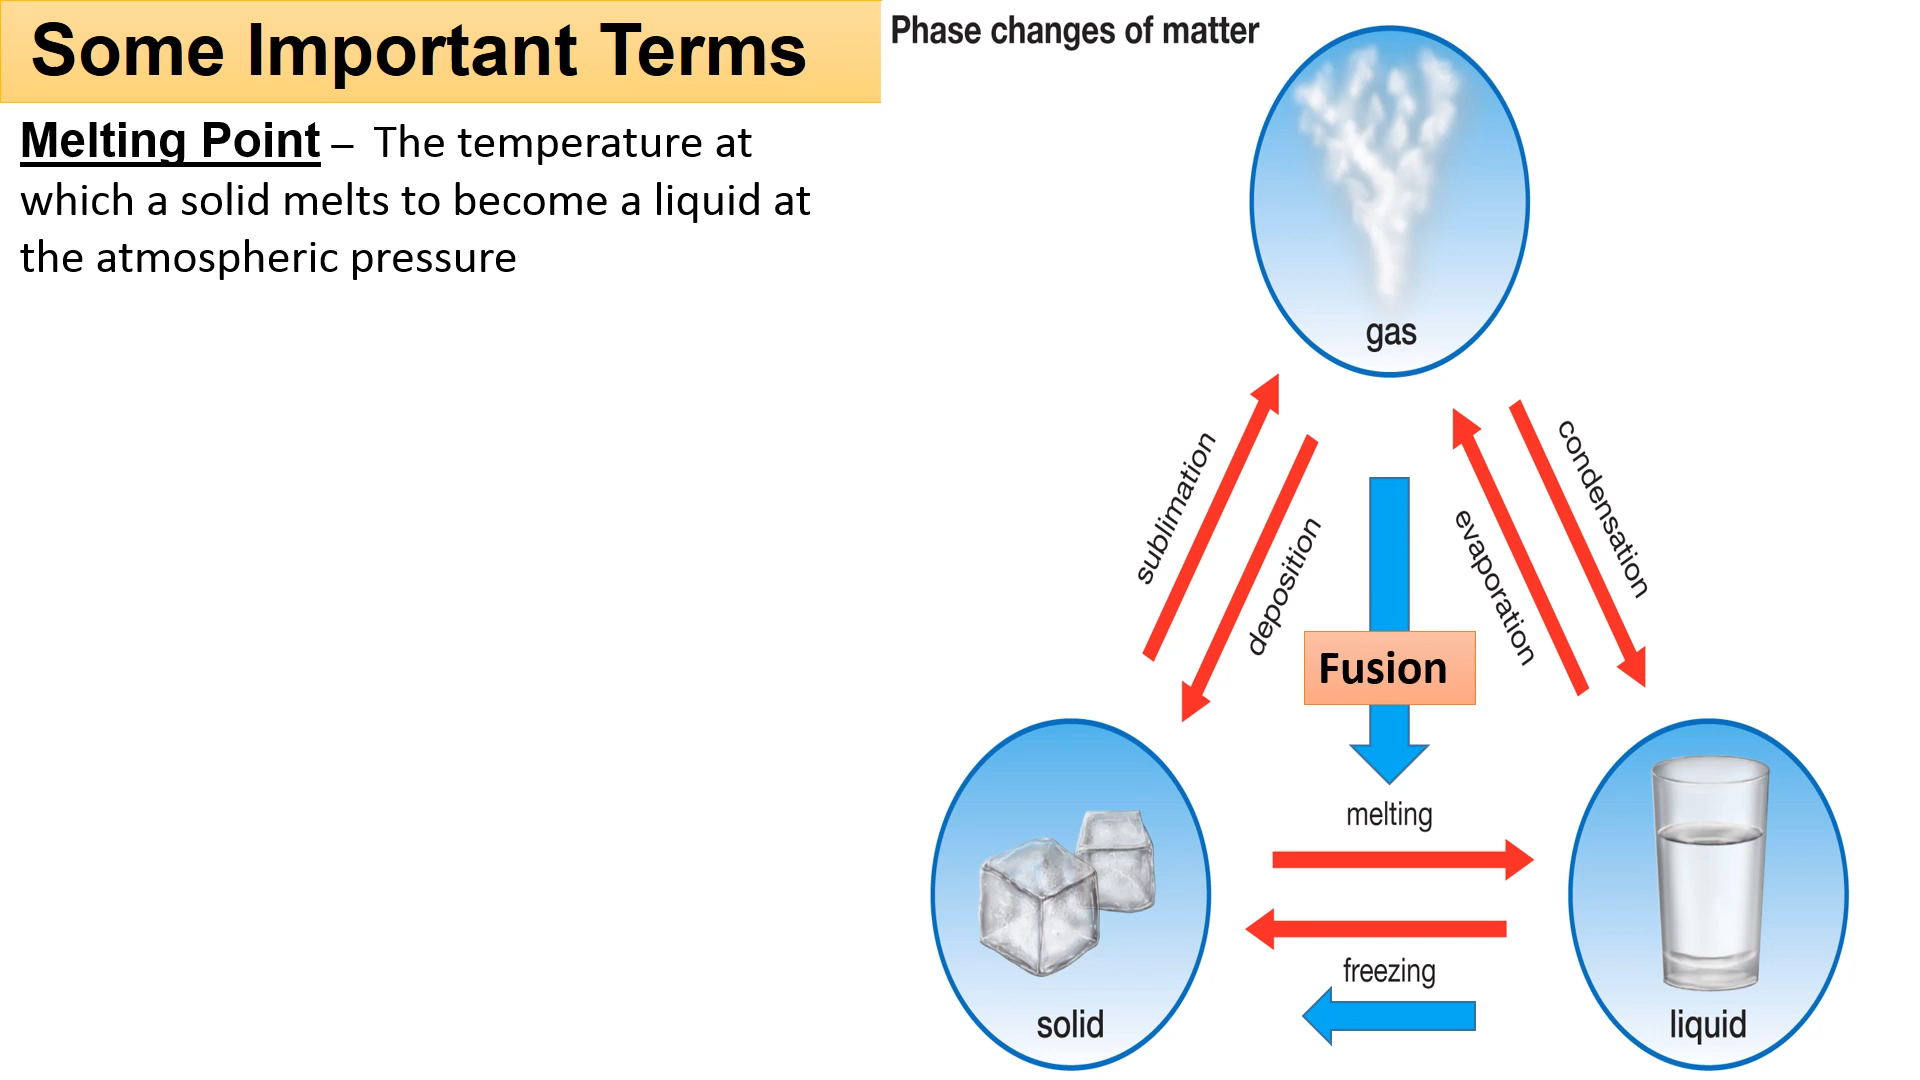 Some Important Terms
Melting Point – The temperature at
which a solid melts to become a liquid at
the atmospheric pressure
Phase changes of matter
gas
sublimation
deposition
evaporation
condensation
Fusion
melting
freezing
solid
liquid